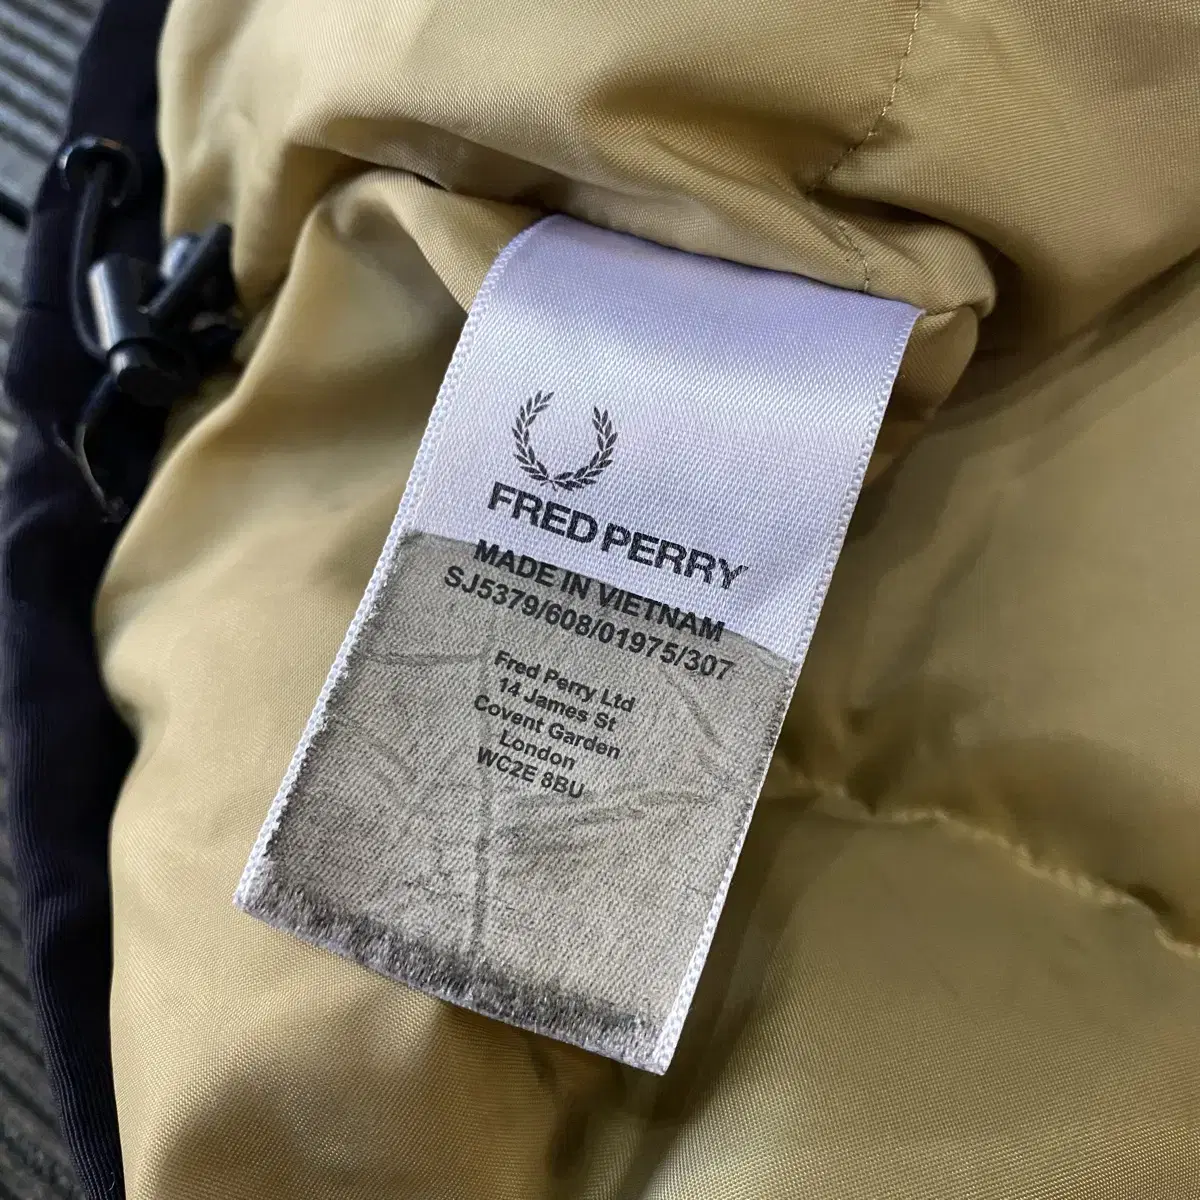 FRED PERRY
MADE IN VIETNAM
SJ5379/608/01975/307
Fred Perry Ltd
14 James St
Covent Garden
London
WC2E 8BU